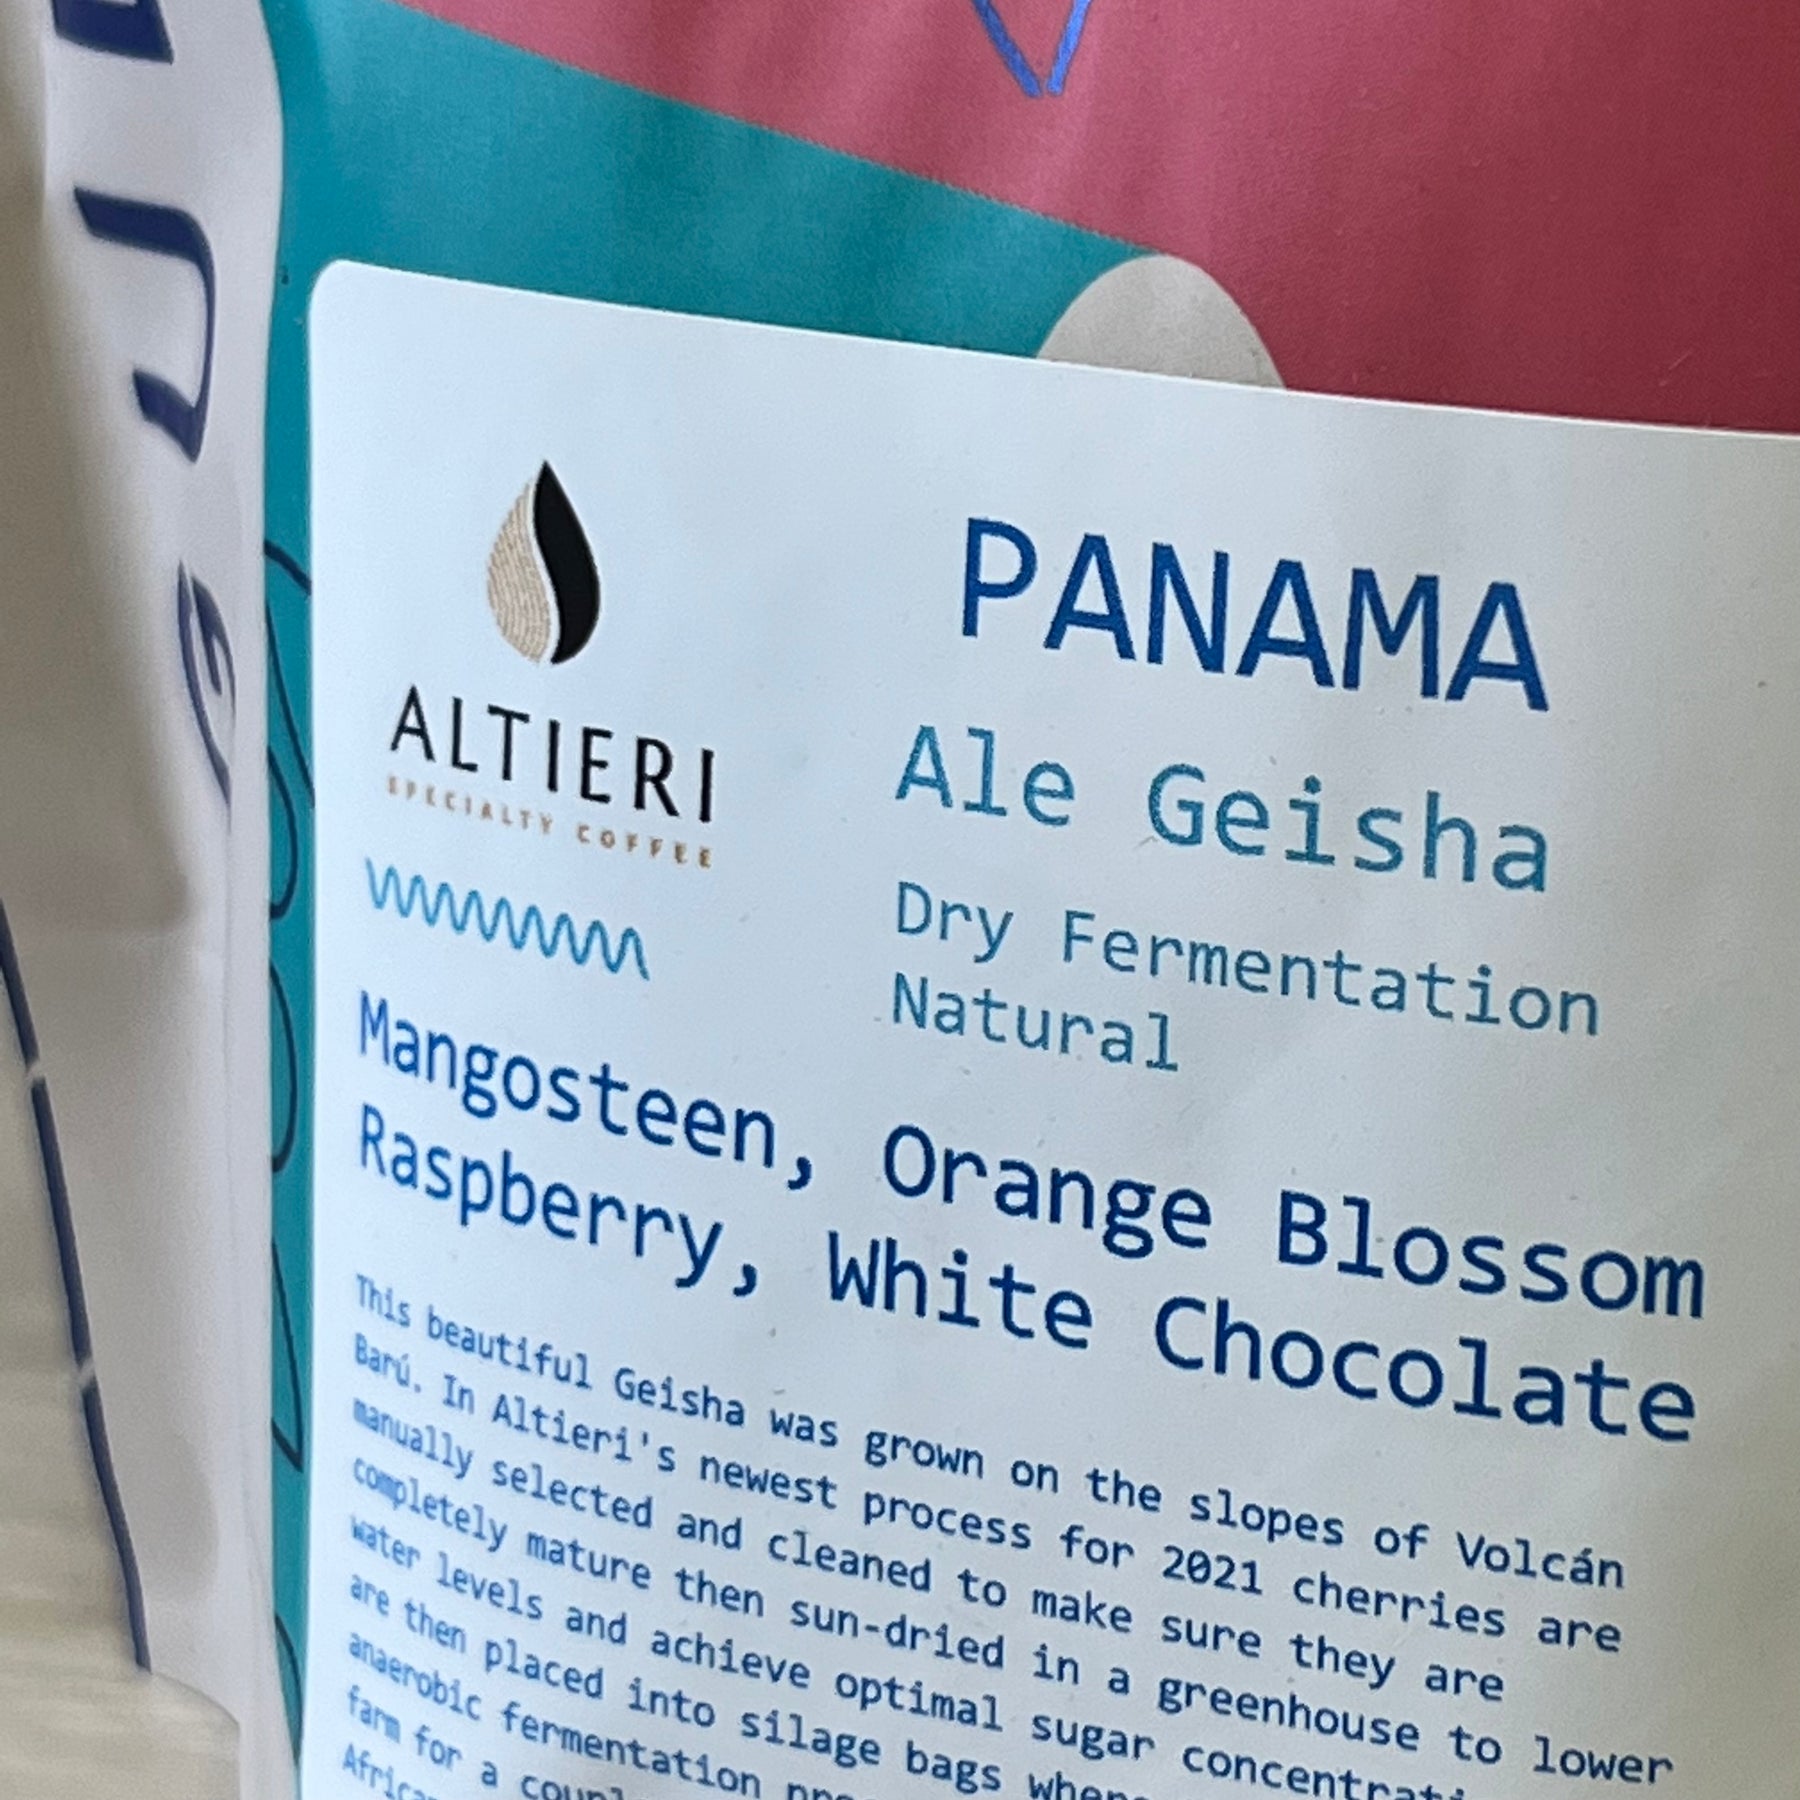 ALTIERI
SPECIALTY COFFEE
PANAMA
Ale Geisha
Dry Fermentation
Natural
Mangosteen, Orange Blossom
Raspberry, White Chocolate
This beautiful Geisha was grown on the slopes of Volcán
Barú. In Altieri's newest process for 2021 cherries are
manually selected and cleaned to make sure they are
completely mature then sun-dried in a greenhouse to lower
water levels and achieve optimal sugar
are then placed into silage bags
anaerobic fermentation
farm for a